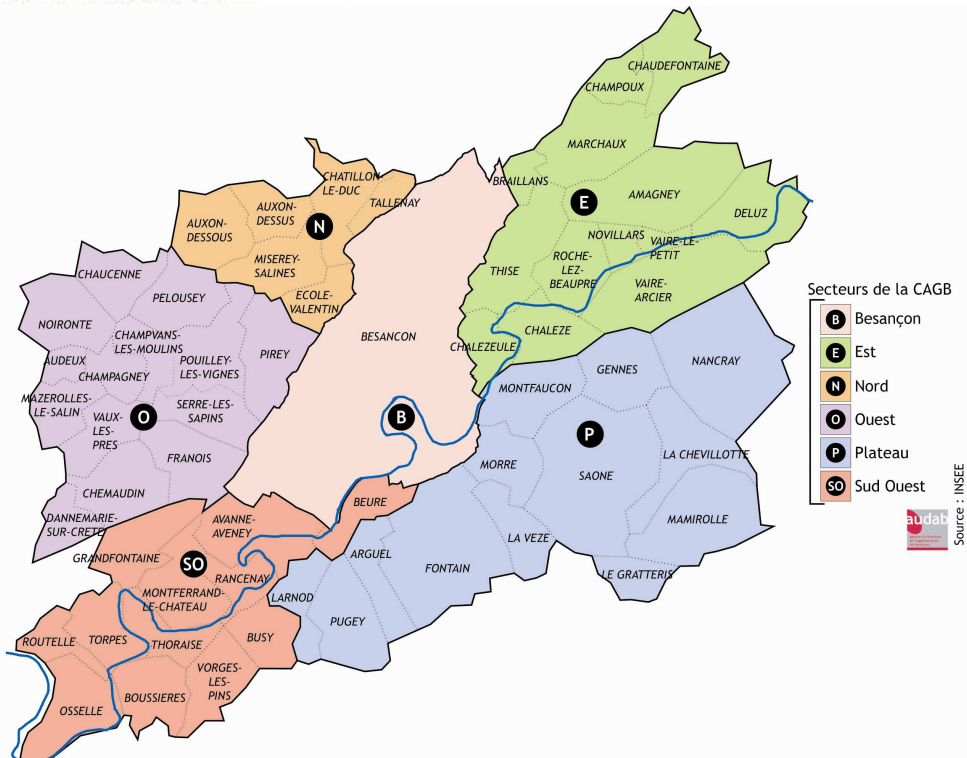 CHAUDEFONTAINE
CHAMPOUX
MARCHAUX
BRAILLANS
E
AMAGNEY
DELUZ
NOVILLARS
VAIRE-LE-
PETIT
ROCHE-
LEZ-
BEAUPRE
THISE
VAIRE-
ARCIER
CHALEZE
CHALEZEULE
CHATILLON-
LE-DUC
TALLENAY
AUXON-
DESSUS
AUXON-
DESSOUS
N
MISEREY-
SALINES
ECOLE-
VALENTIN
BESANCON
B
CHAUCENNE
PELOUSEY
NOIRONTE
CHAMPVANS-
LES-MOULINS
PIREY
AUDEUX
POUILLEY-
LES-VIGNES
CHAMPAGNEY
MAZEROLLES-
LE-SALIN
VAUX-
LES-
PRES
O
SERRE-LES-
SAPINS
FRANOIS
CHEMAUDIN
DANNEMARIE-
SUR-CRETE
MONTFAUCON
GENNES
NANCRAY
P
MORRE
SAONE
LA CHEVILLOTTE
MAMIROLLE
LA VEZE
LE GRATTERIS
FONTAIN
ARGUEL
LARNOD
PUGEY
BEURE
AVANNE-
AVENEY
GRANDFONTAINE
SO
RANCENAY
MONTFERRAND-
LE-CHATEAU
ROUTELLE
TORPES
THORAISE
BUSY
VORGES-
LES-
PINS
BOUSSIERES
OSSELLE
Secteurs de la CAGB
B Besançon
E Est
N Nord
O Ouest
P Plateau
SO Sud Ouest
audab
Source : INSEE